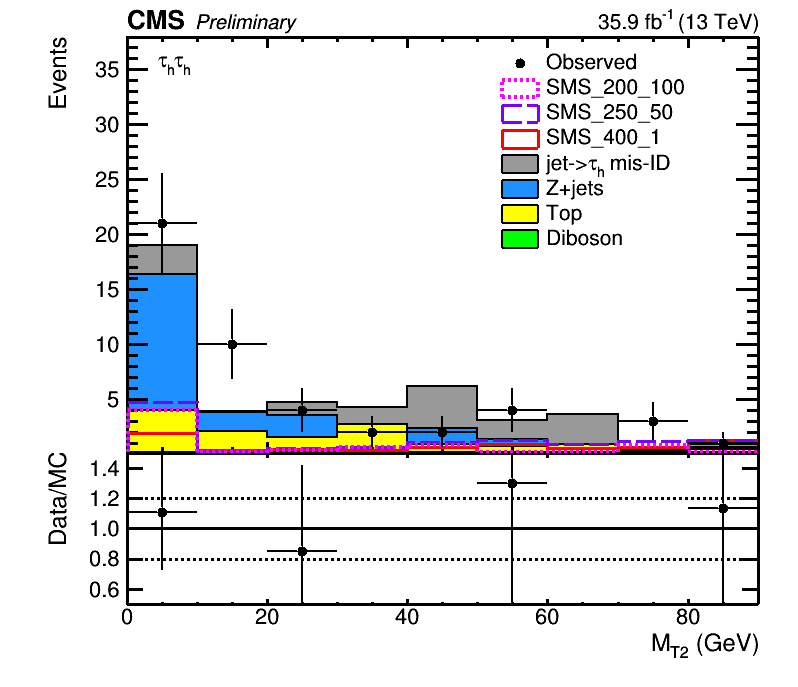 CMS Preliminary 35.9 fb⁻¹ (13 TeV)
Events
τhτh
35
30
25
20
15
10
5
Observed
SMS_200_100
SMS_250_50
SMS_400_1
jet->τh mis-ID
Z+jets
Top
Diboson
Data/MC
1.4
1.2
1.0
0.8
0.6
0 20 40 60 80
MT2 (GeV)